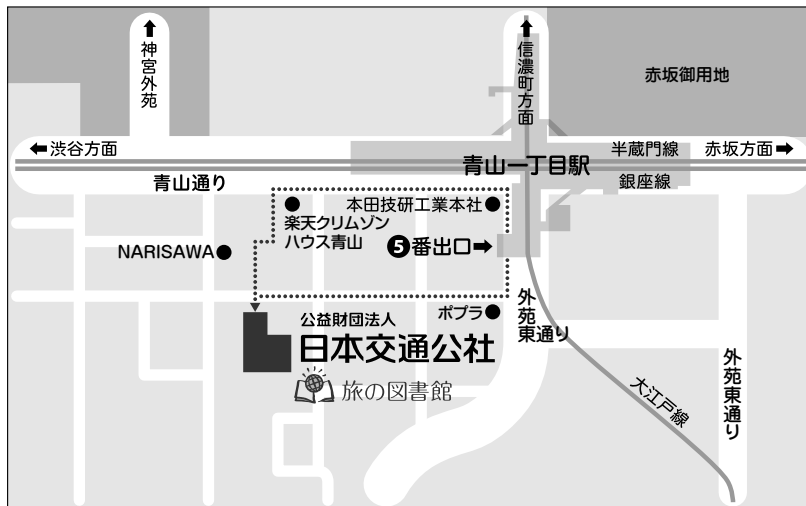 神宮外苑
信濃町方面
赤坂御用地
渋谷方面
半蔵門線
赤坂方面
青山一丁目駅
青山通り
銀座線
本田技研工業本社
楽天クリムゾン
ハウス青山
NARISAWA
5番出口
外苑
東通り
ポプラ
公益財団法人
日本交通公社
旅の図書館
大江戸線
外苑東通り